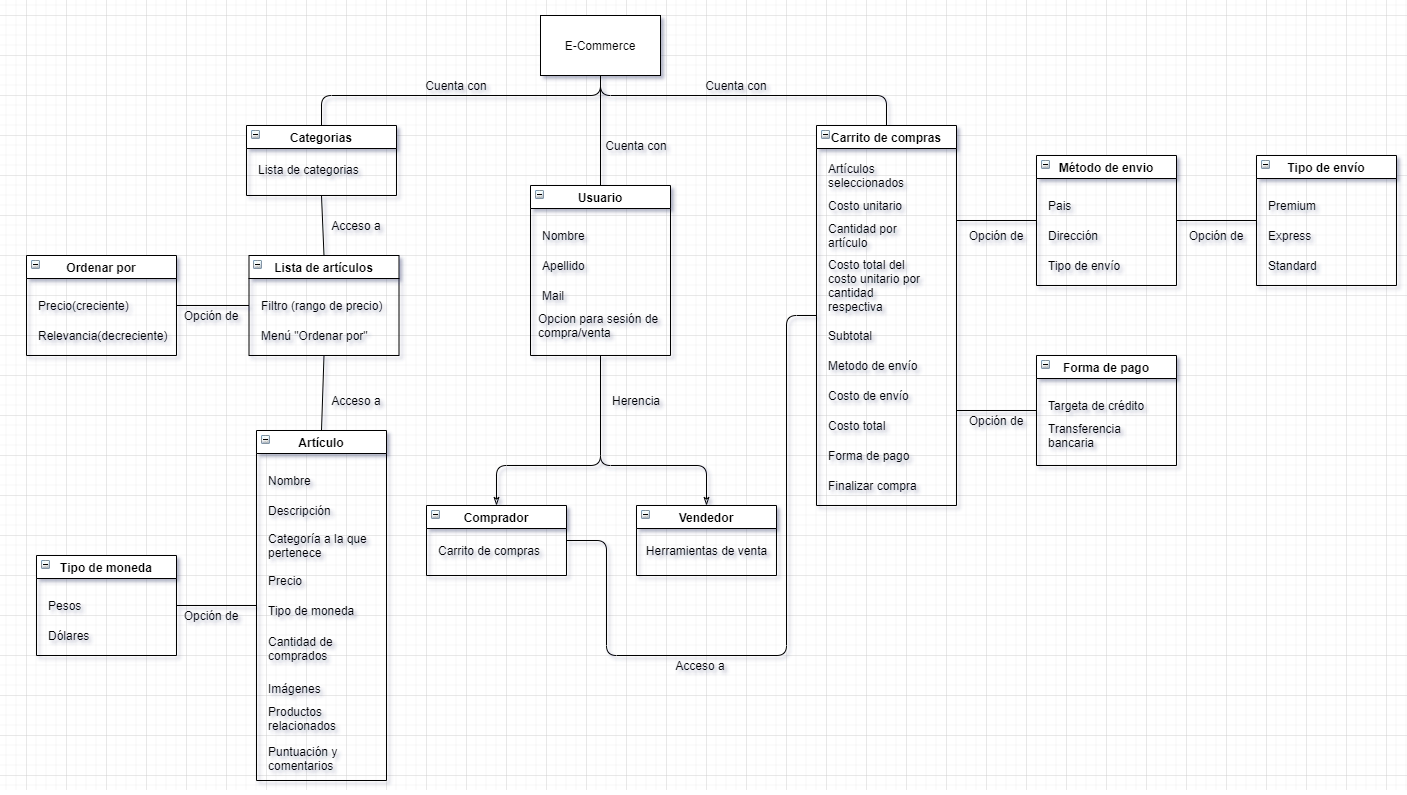 E-Commerce
Cuenta con
Cuenta con
Cuenta con
Categorias
Lista de categorias
Acceso a
Ordenar por
Precio(creciente)
Relevancia(decreciente)
Opción de
Lista de artículos
Filtro (rango de precio)
Menú "Ordenar por"
Acceso a
Artículo
Nombre
Descripción
Categoría a la que
pertenece
Precio
Tipo de moneda
Cantidad de
comprados
Imágenes
Productos
relacionados
Puntuación y
comentarios
Tipo de moneda
Pesos
Dólares
Opción de
Usuario
Nombre
Apellido
Mail
Opcion para sesión de
compra/venta
Herencia
Comprador
Carrito de compras
Vendedor
Herramientas de venta
Acceso a
Carrito de compras
Artículos
seleccionados
Costo unitario
Cantidad por
artículo
Costo total del
costo unitario por
cantidad
respectiva
Subtotal
Metodo de envío
Costo de envío
Costo total
Forma de pago
Finalizar compra
Opción de
Método de envio
Pais
Dirección
Tipo de envío
Opción de
Tipo de envío
Premium
Express
Standard
Opción de
Forma de pago
Targeta de crédito
Transferencia
bancaria